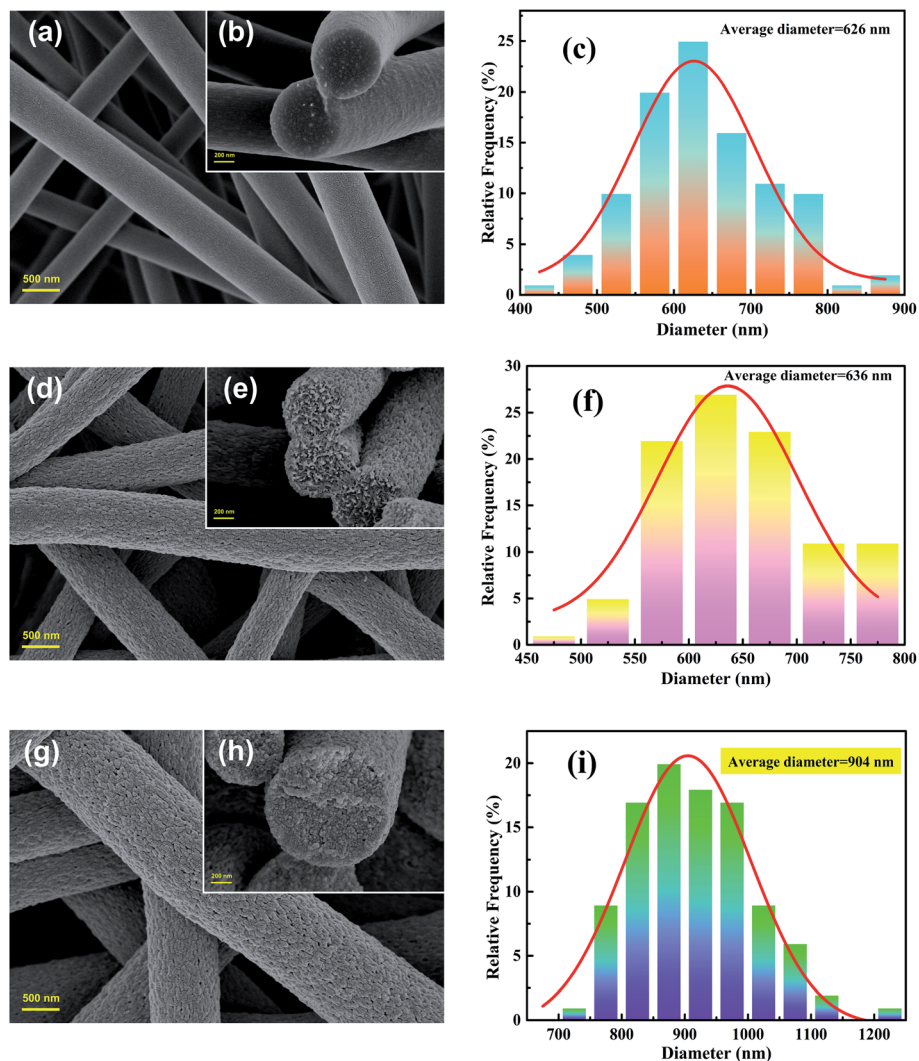 (a)
(b)
200 nm
500 nm
(c)
Average diameter=626 nm
Relative Frequency (%)
25
20
15
10
5
0
400 500 600 700 800 900
Diameter (nm)
(d)
(e)
200 nm
500 nm
(f)
Average diameter=636 nm
Relative Frequency (%)
30
25
20
15
10
5
0
450 500 550 600 650 700 750 800
Diameter (nm)
(g)
(h)
200 nm
500 nm
(i)
Average diameter=904 nm
Relative Frequency (%)
20
15
10
5
0
700 800 900 1000 1100 1200
Diameter (nm)